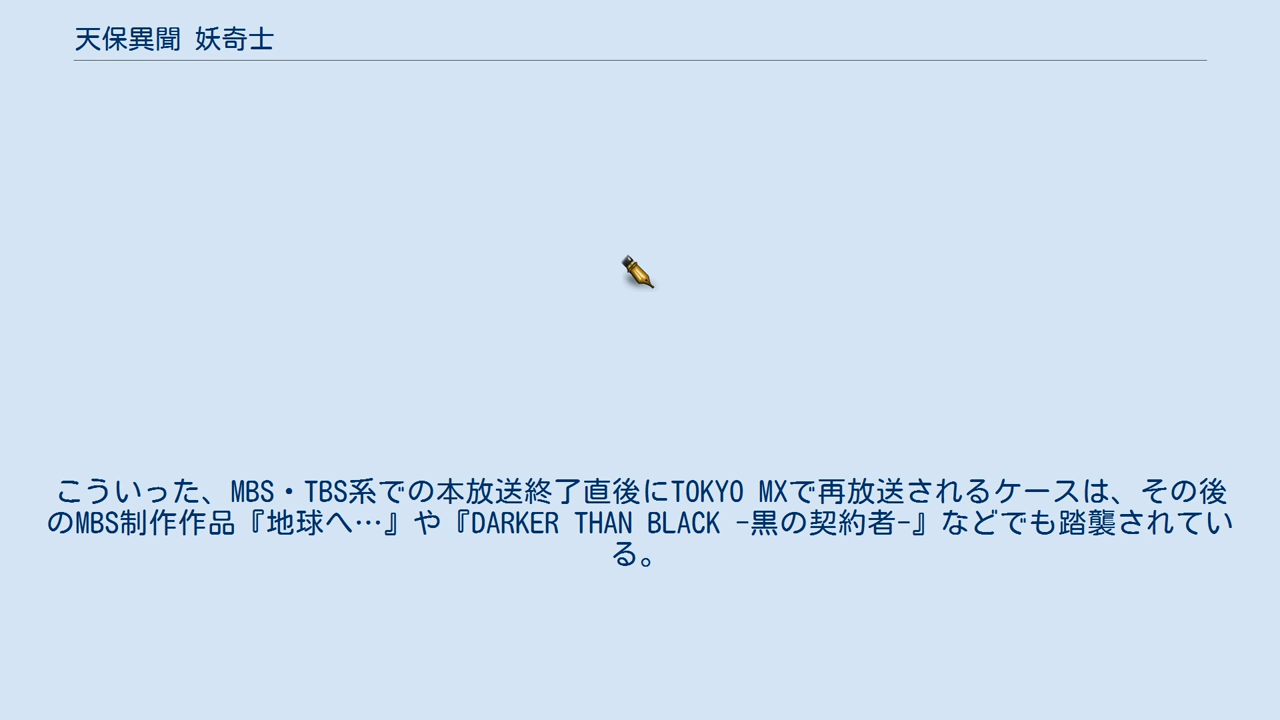 天保異聞 妖奇士
こういった、MBS・TBS系での本放送終了直後にTOKYO MXで再放送されるケースは、その後
のMBS制作作品『地球へ…』や『DARKER THAN BLACK -黒の契約者-』などでも踏襲されてい
る。